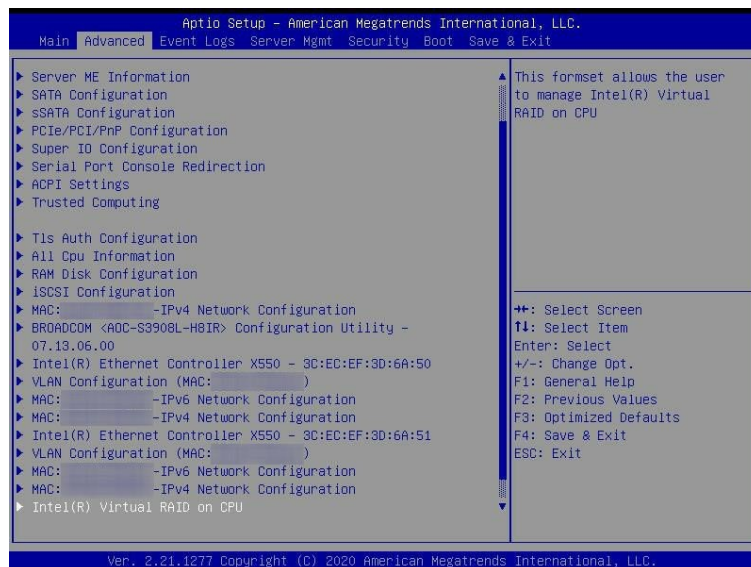 Aptio Setup – American Megatrends International, LLC.
Main Advanced Event Logs Server Mgmt Security Boot Save & Exit
▶ Server ME Information
▶ SATA Configuration
▶ sSATA Configuration
▶ PCIe/PCI/PnP Configuration
▶ Super IO Configuration
▶ Serial Port Console Redirection
▶ ACPI Settings
▶ Trusted Computing
▶ Tls Auth Configuration
▶ All Cpu Information
▶ RAM Disk Configuration
▶ iSCSI Configuration
▶ MAC: -IPv4 Network Configuration
▶ BROADCOM <AOC-S3908L-H8IR> Configuration Utility –
07.13.06.00
▶ Intel(R) Ethernet Controller X550 – 3C:EC:EF:3D:6A:50
▶ VLAN Configuration (MAC: )
▶ MAC: -IPv6 Network Configuration
▶ MAC: -IPv4 Network Configuration
▶ Intel(R) Ethernet Controller X550 – 3C:EC:EF:3D:6A:51
▶ VLAN Configuration (MAC: )
▶ MAC: -IPv6 Network Configuration
▶ MAC: -IPv4 Network Configuration
▶ Intel(R) Virtual RAID on CPU
This formset allows the user
to manage Intel(R) Virtual
RAID on CPU
→←: Select Screen
↑↓: Select Item
Enter: Select
+/-: Change Opt.
F1: General Help
F2: Previous Values
F3: Optimized Defaults
F4: Save & Exit
ESC: Exit
Ver. 2.21.1277 Copyright (C) 2020 American Megatrends International, LLC.